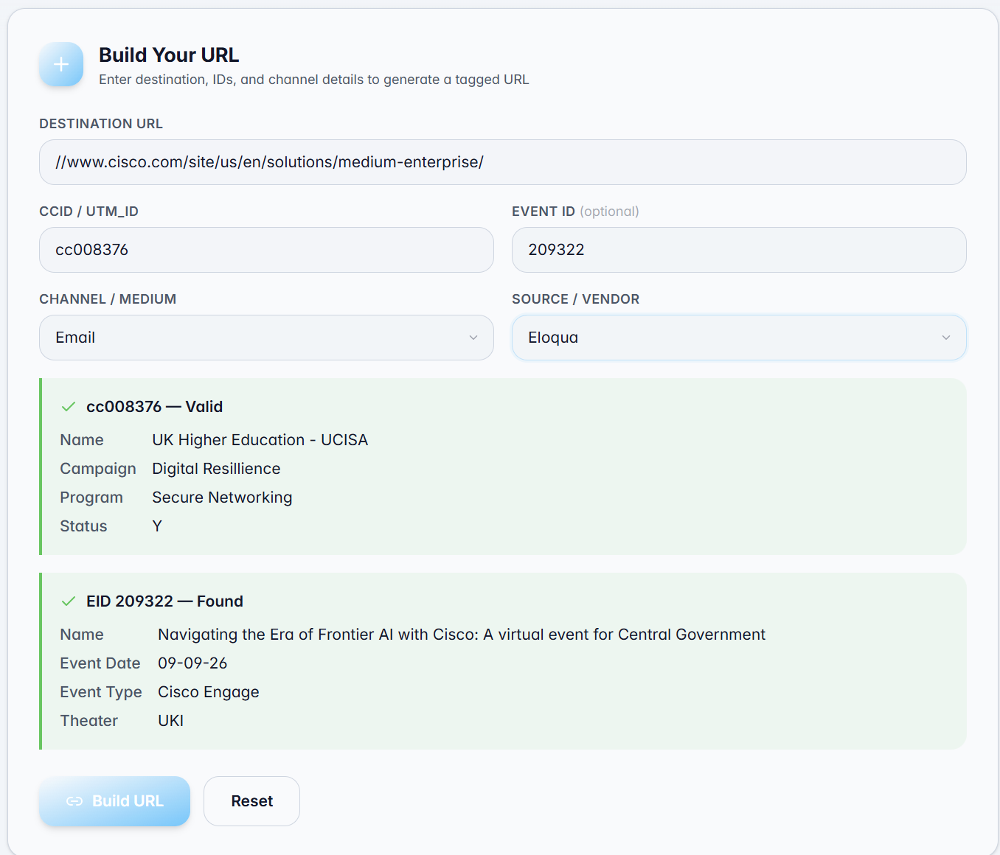 Build Your URL
Enter destination, IDs, and channel details to generate a tagged URL
DESTINATION URL
//www.cisco.com/site/us/en/solutions/medium-enterprise/
CCID / UTM_ID
EVENT ID (optional)
cc008376
209322
CHANNEL / MEDIUM
SOURCE / VENDOR
Email
Eloqua
cc008376 — Valid
Name UK Higher Education - UCISA
Campaign Digital Resillience
Program Secure Networking
Status Y
EID 209322 — Found
Name Navigating the Era of Frontier AI with Cisco: A virtual event for Central Government
Event Date 09-09-26
Event Type Cisco Engage
Theater UKI
Build URL
Reset